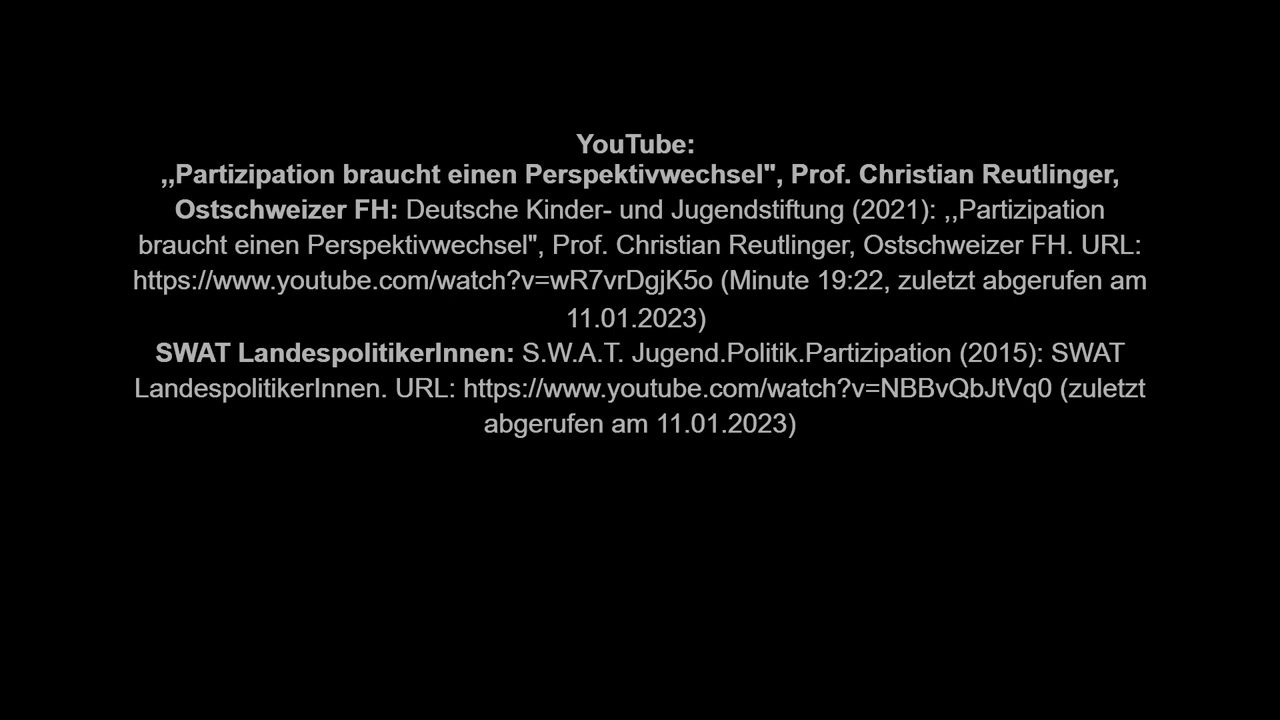 YouTube:
,,Partizipation braucht einen Perspektivwechsel", Prof. Christian Reutlinger,
Ostschweizer FH: Deutsche Kinder- und Jugendstiftung (2021): ,,Partizipation
braucht einen Perspektivwechsel", Prof. Christian Reutlinger, Ostschweizer FH. URL:
https://www.youtube.com/watch?v=wR7vrDgjK5o (Minute 19:22, zuletzt abgerufen am
11.01.2023)
SWAT LandespolitikerInnen: S.W.A.T. Jugend.Politik.Partizipation (2015): SWAT
LandespolitikerInnen. URL: https://www.youtube.com/watch?v=NBBvQbJtVq0 (zuletzt
abgerufen am 11.01.2023)